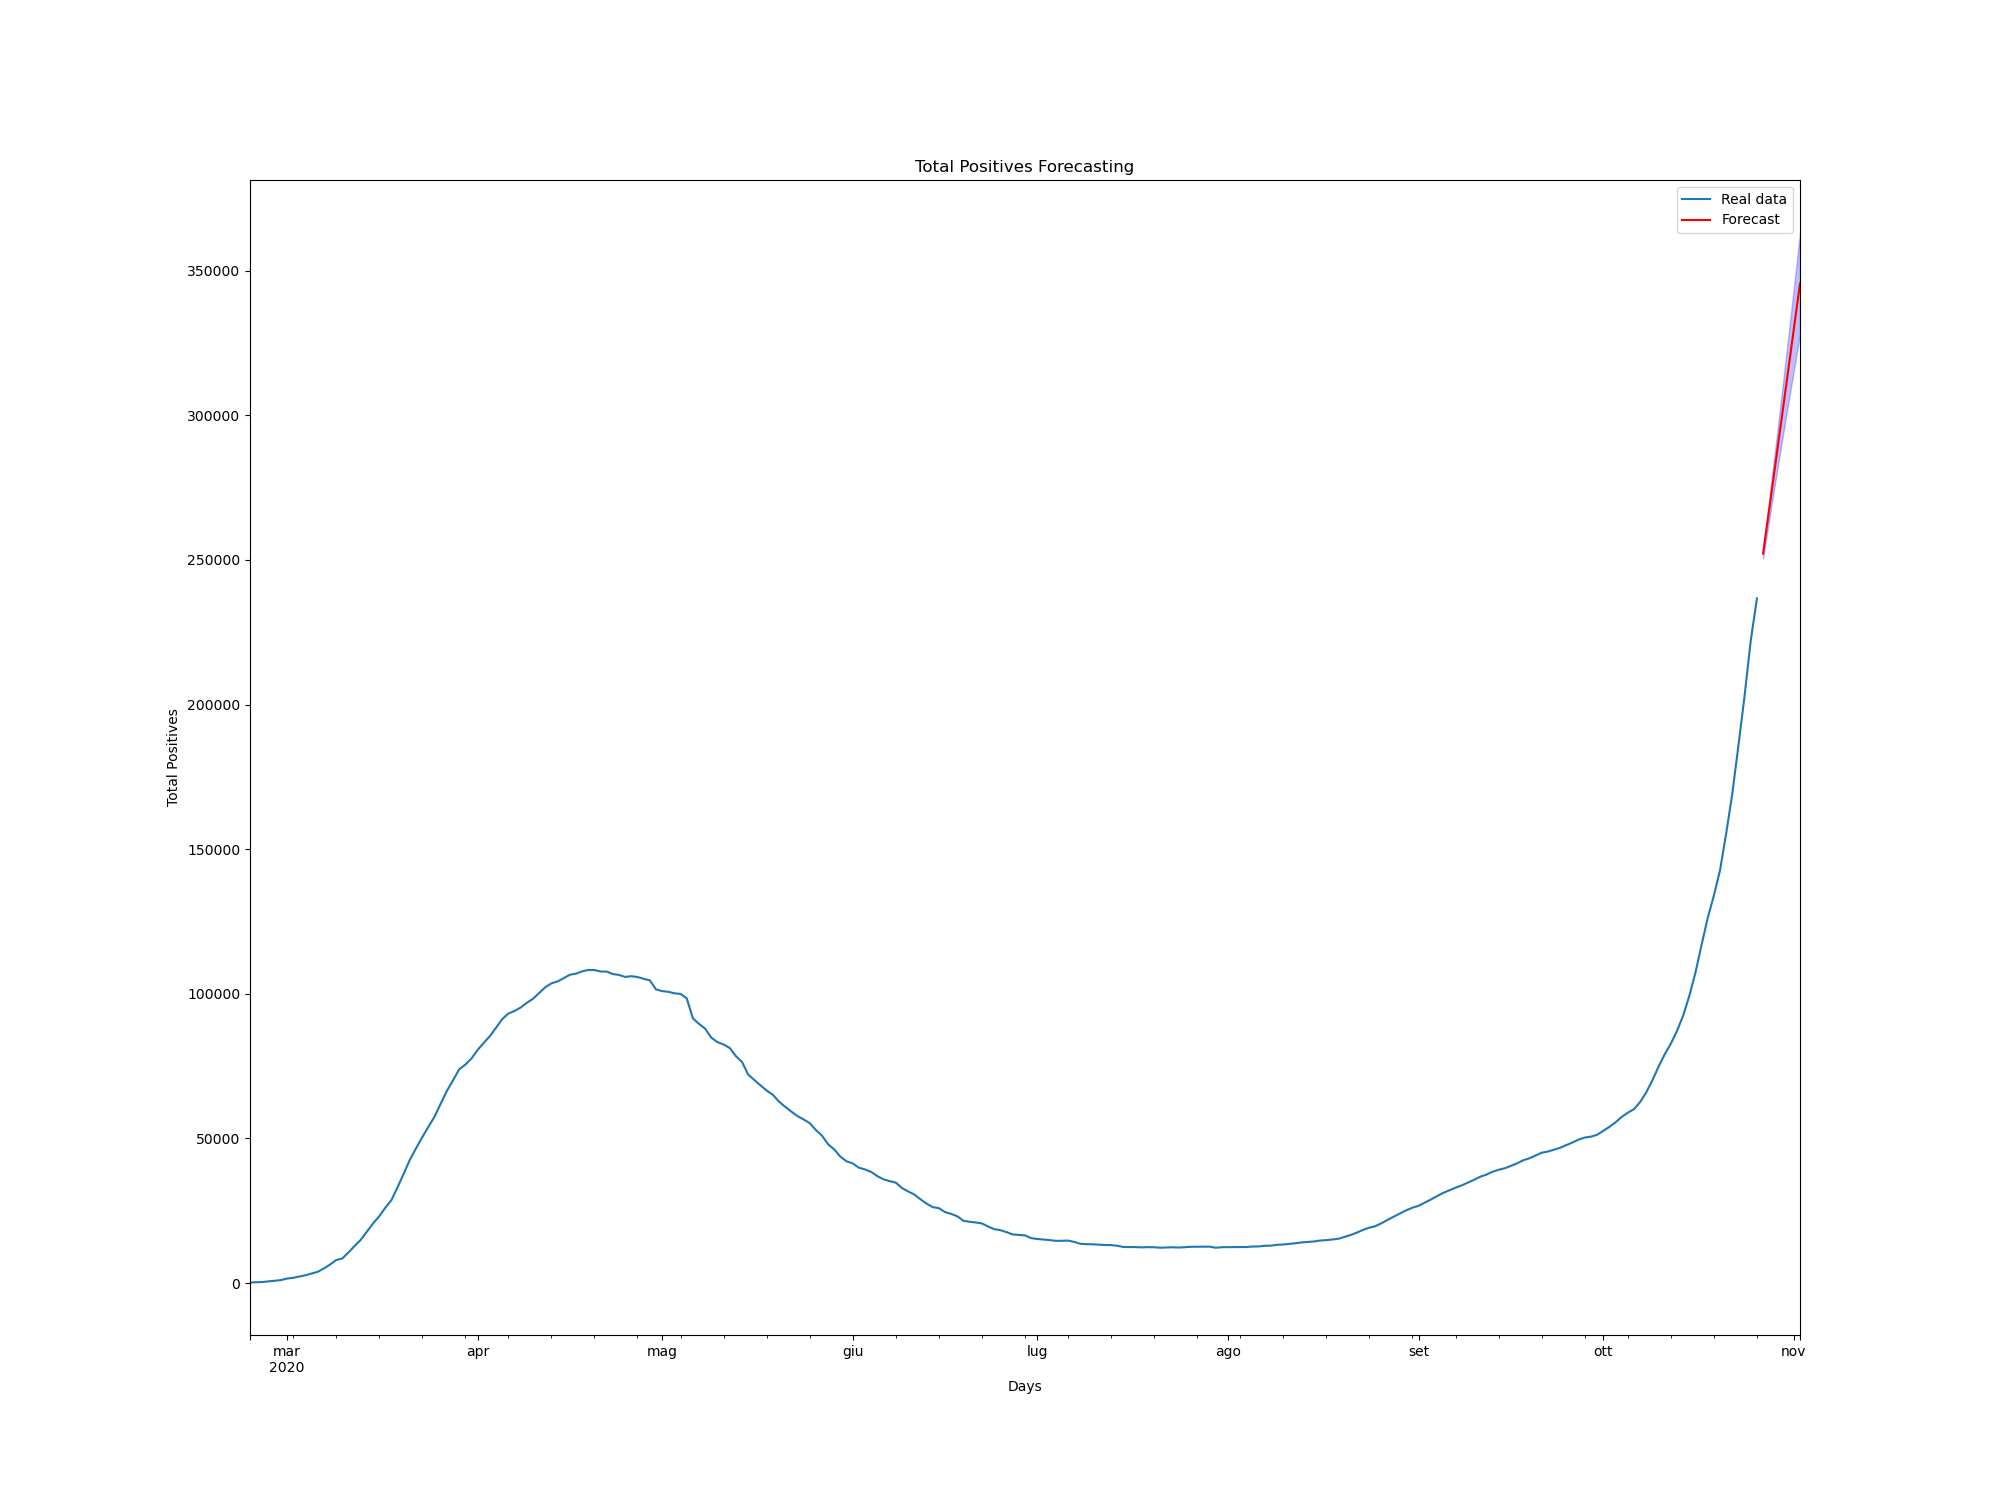 Total Positives Forecasting
Real data
Forecast
350000
300000
250000
200000
150000
100000
50000
0
Total Positives
mar apr mag giu lug ago set ott nov
2020
Days